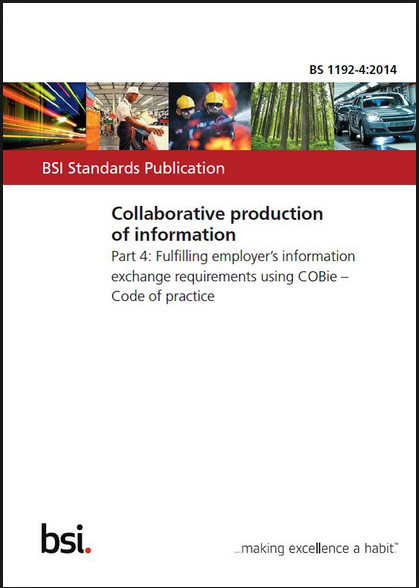 BS 1192-4:2014
BSI Standards Publication
Collaborative production
of information
Part 4: Fulfilling employer’s information
exchange requirements using COBie –
Code of practice
bsi.
...making excellence a habit.™